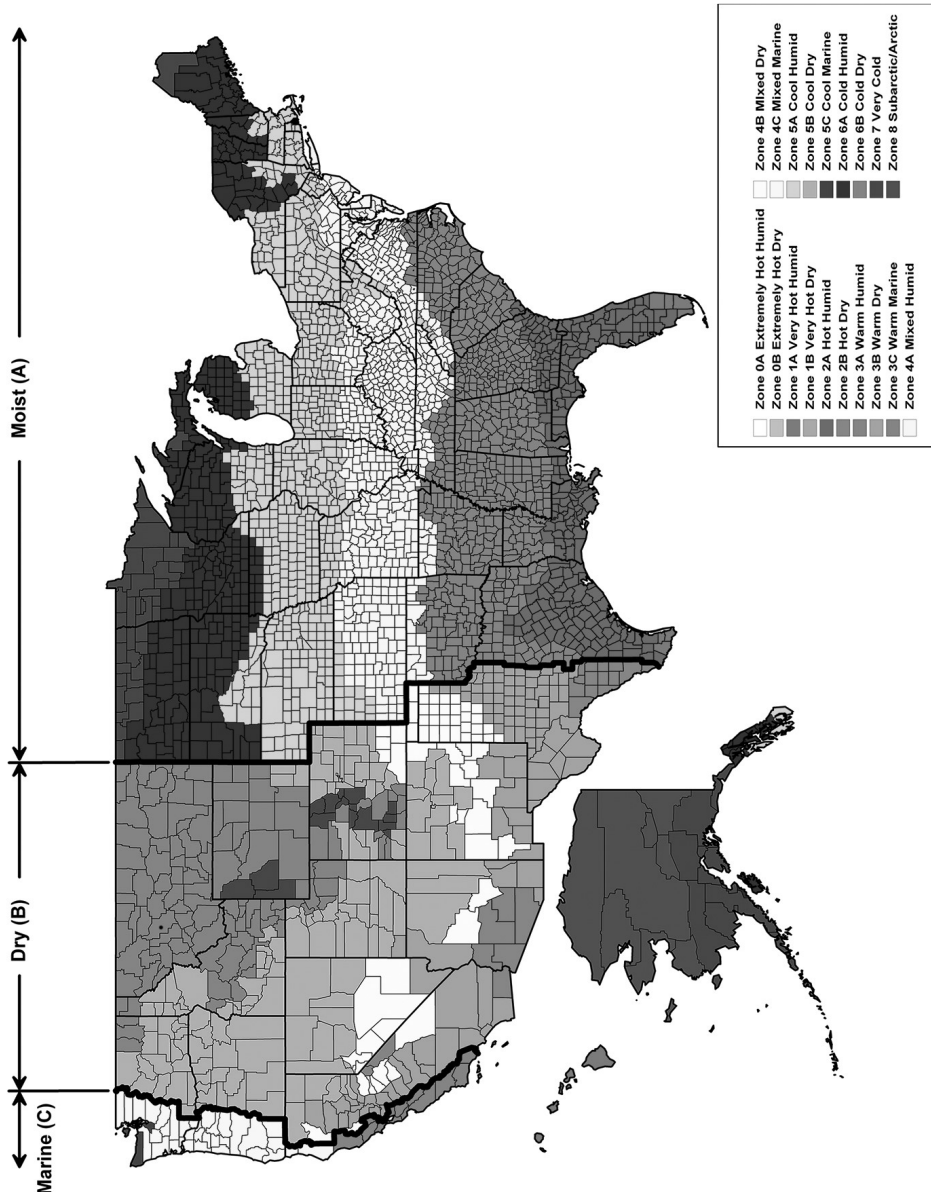 Marine (C)
Dry (B)
Moist (A)
Zone 0A Extremely Hot Humid
Zone 0B Extremely Hot Dry
Zone 1A Very Hot Humid
Zone 1B Very Hot Dry
Zone 2A Hot Humid
Zone 2B Hot Dry
Zone 3A Warm Humid
Zone 3B Warm Dry
Zone 3C Warm Marine
Zone 4A Mixed Humid
Zone 4B Mixed Dry
Zone 4C Mixed Marine
Zone 5A Cool Humid
Zone 5B Cool Dry
Zone 5C Cool Marine
Zone 6A Cold Humid
Zone 6B Cold Dry
Zone 7 Very Cold
Zone 8 Subarctic/Arctic